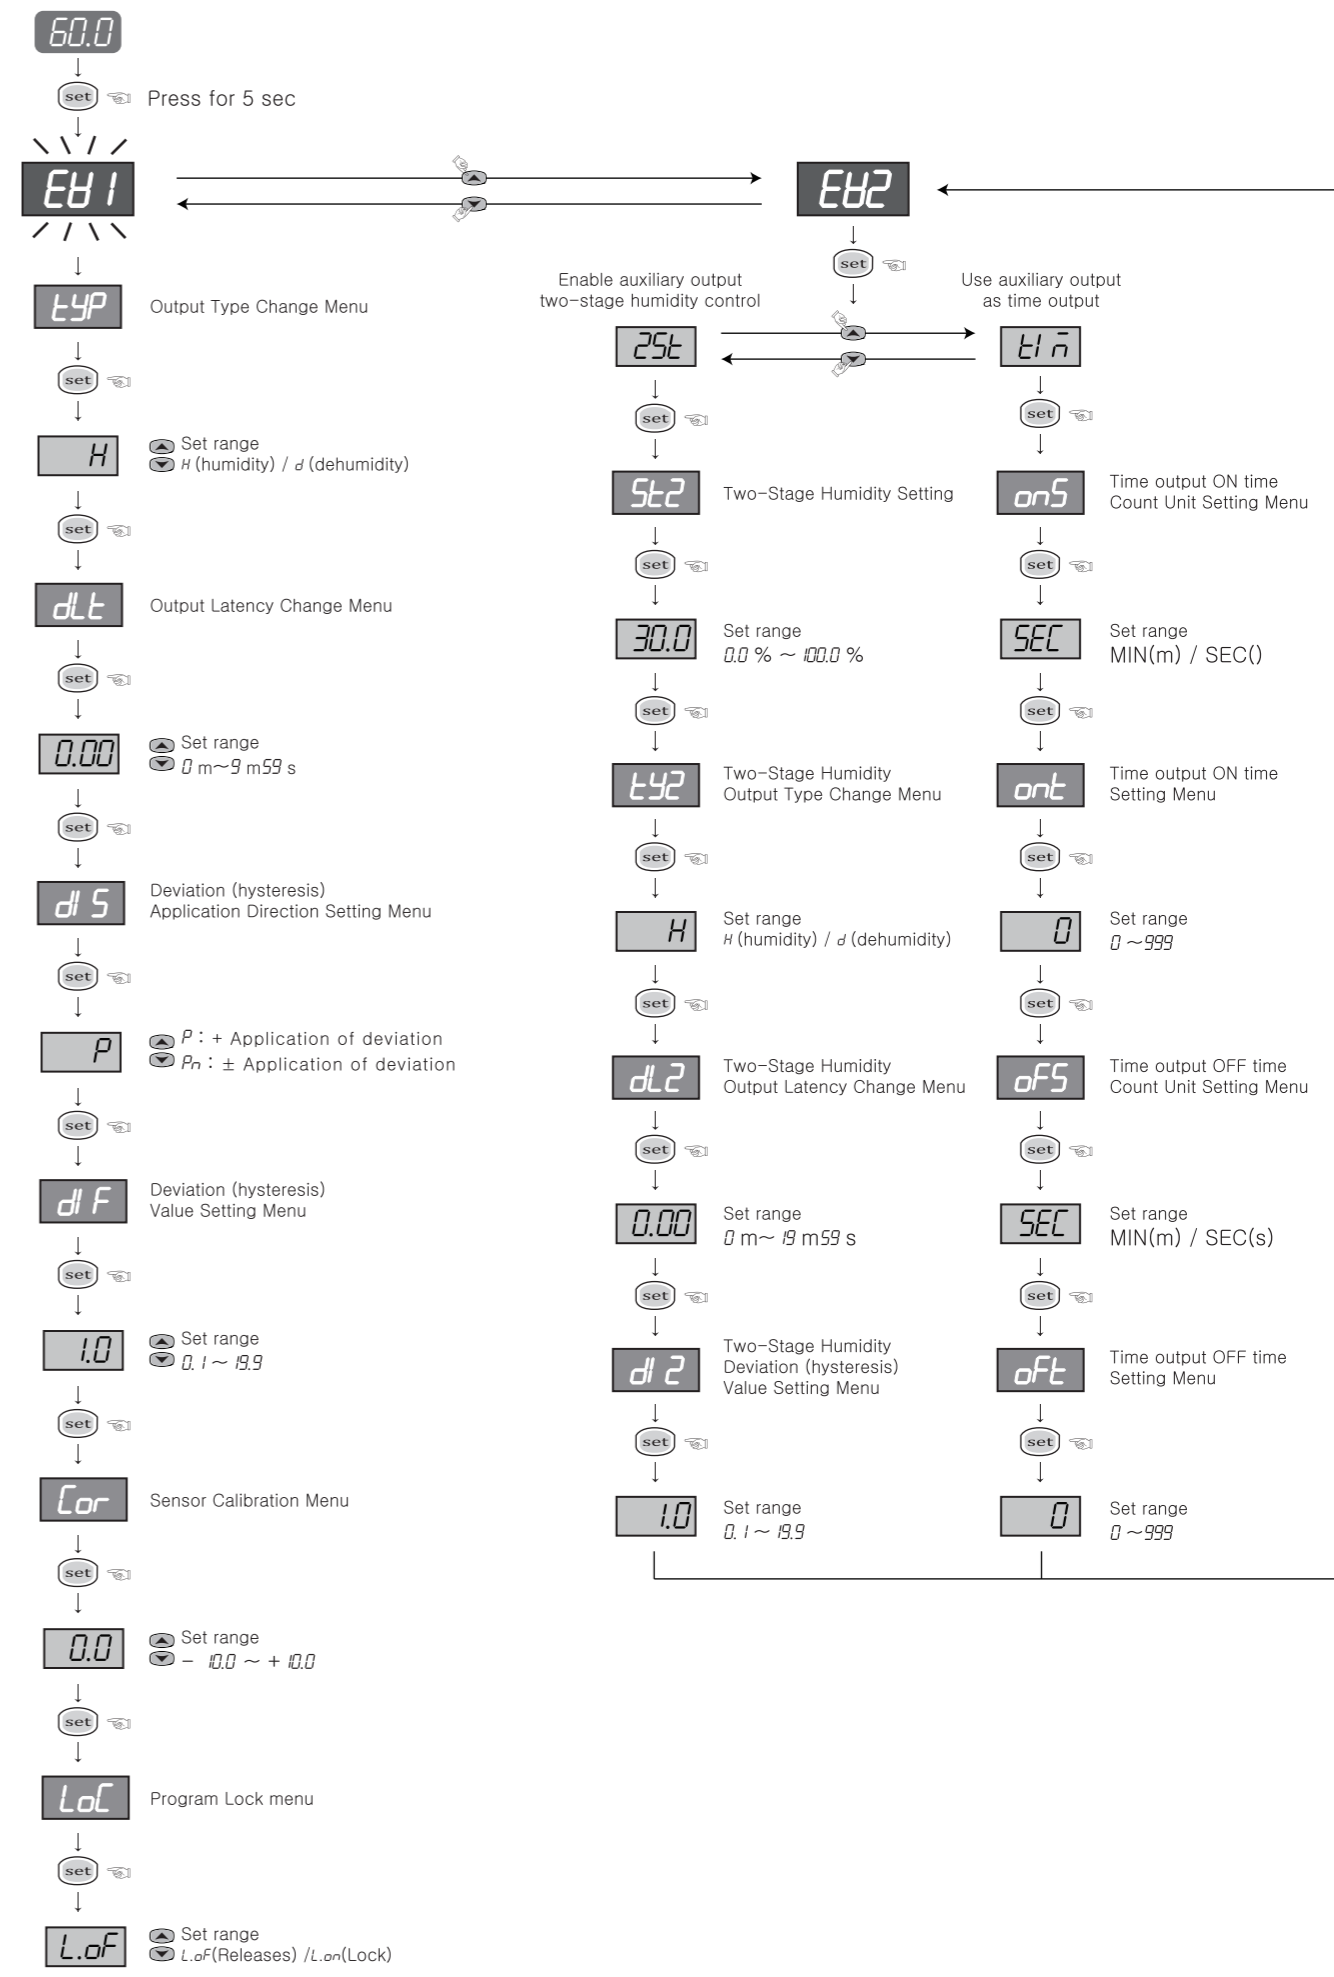 60.0
set
Press for 5 sec
EU1
tYP
Output Type Change Menu
set
H
Set range
H (humidity) / d (dehumidity)
set
dLt
Output Latency Change Menu
set
0.00
Set range
0 m~9 m59 s
set
dIS
Deviation (hysteresis)
Application Direction Setting Menu
set
P
P : + Application of deviation
Pn : ± Application of deviation
set
dIF
Deviation (hysteresis)
Value Setting Menu
set
1.0
Set range
0.1 ~ 19.9
set
Cor
Sensor Calibration Menu
set
0.0
Set range
- 10.0 ~ + 10.0
set
LoC
Program Lock menu
set
L.oF
Set range
L.oF(Releases) /L.on(Lock)
EU2
set
Enable auxiliary output
two-stage humidity control
2St
set
St2
Two-Stage Humidity Setting
set
30.0
Set range
0.0 % ~ 100.0 %
set
tY2
Two-Stage Humidity
Output Type Change Menu
set
H
Set range
H (humidity) / d (dehumidity)
set
dL2
Two-Stage Humidity
Output Latency Change Menu
set
0.00
Set range
0 m~ 19 m59 s
set
dI2
Two-Stage Humidity
Deviation (hysteresis)
Value Setting Menu
set
1.0
Set range
0.1 ~ 19.9
Use auxiliary output
as time output
tIm
set
onS
Time output ON time
Count Unit Setting Menu
set
SEC
Set range
MIN(m) / SEC()
set
ont
Time output ON time
Setting Menu
set
0
Set range
0 ~999
set
oFS
Time output OFF time
Count Unit Setting Menu
set
SEC
Set range
MIN(m) / SEC(s)
set
oFt
Time output OFF time
Setting Menu
set
0
Set range
0 ~999